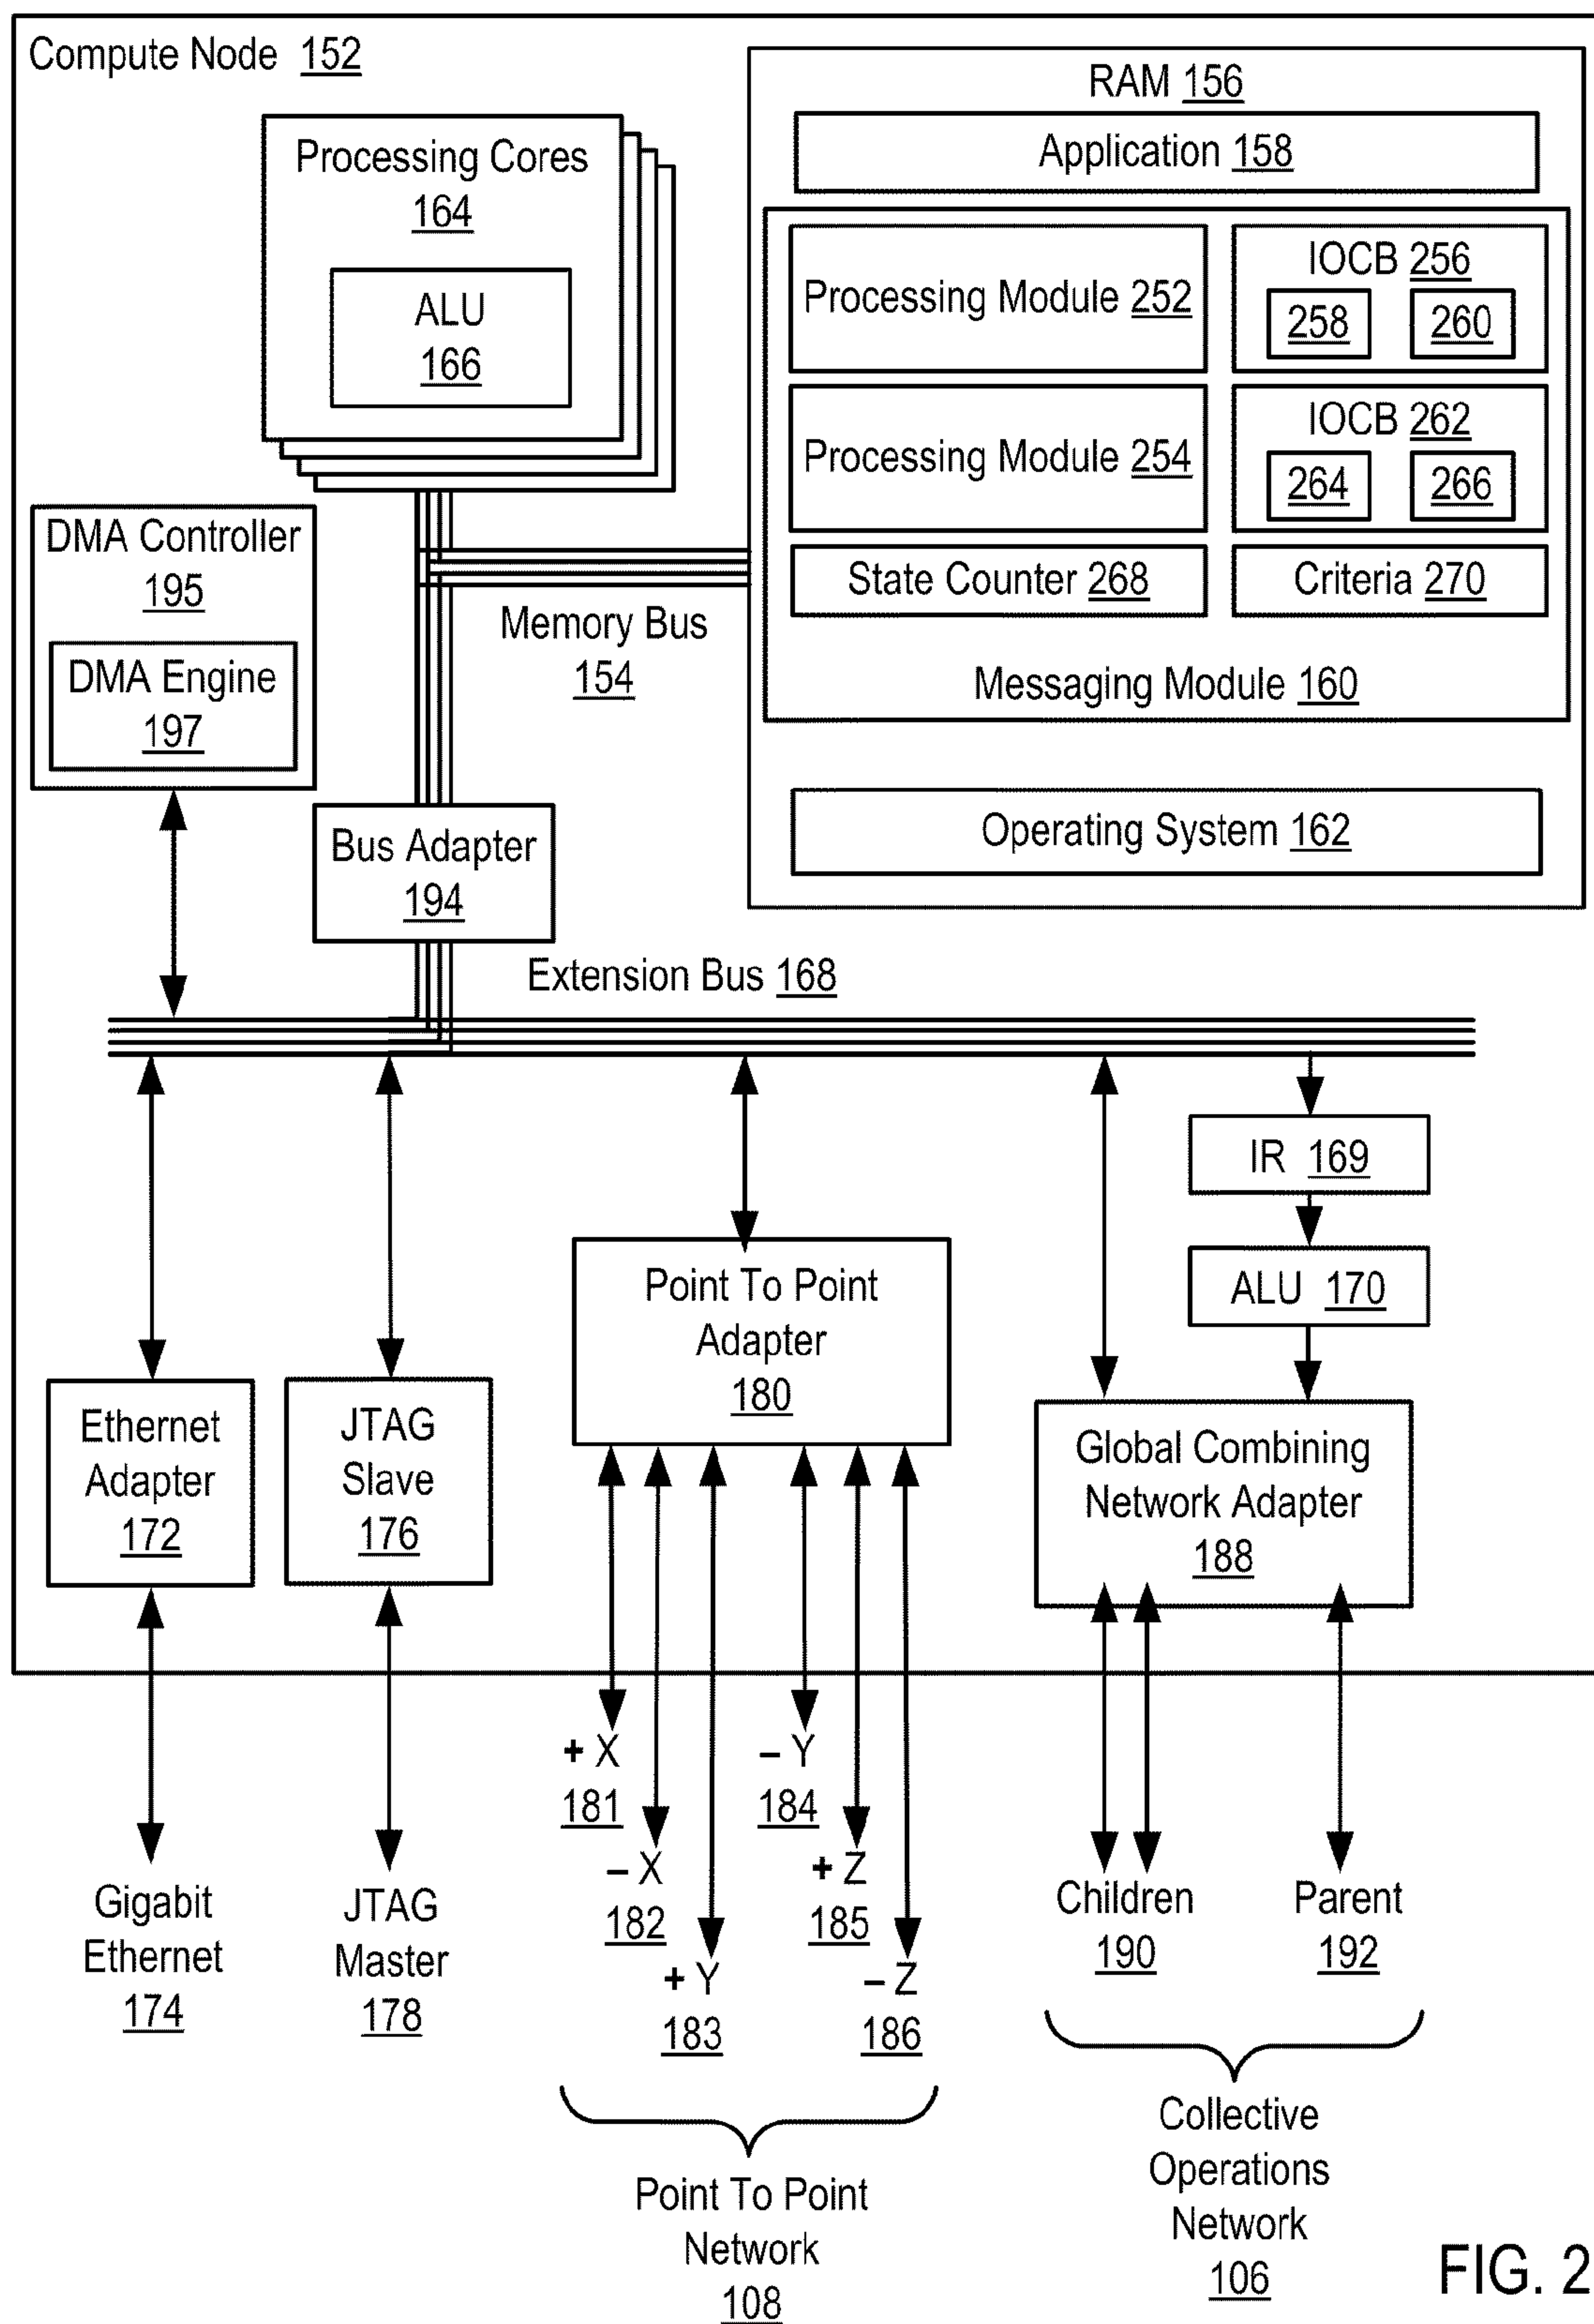 Compute Node 152
RAM 156
Application 158
Processing Cores
164
ALU
166
Processing Module 252
IOCB 256
258 260
Processing Module 254
IOCB 262
264 266
State Counter 268
Criteria 270
Messaging Module 160
Operating System 162
DMA Controller
195
DMA Engine
197
Memory Bus
154
Bus Adapter
194
Extension Bus 168
IR 169
ALU 170
Point To Point
Adapter
180
Ethernet
Adapter
172
JTAG
Slave
176
Global Combining
Network Adapter
188
+ X
181
– X
182
+ Y
183
– Y
184
+ Z
185
– Z
186
Gigabit
Ethernet
174
JTAG
Master
178
Children
190
Parent
192
Point To Point
Network
108
Collective
Operations
Network
106
FIG. 2